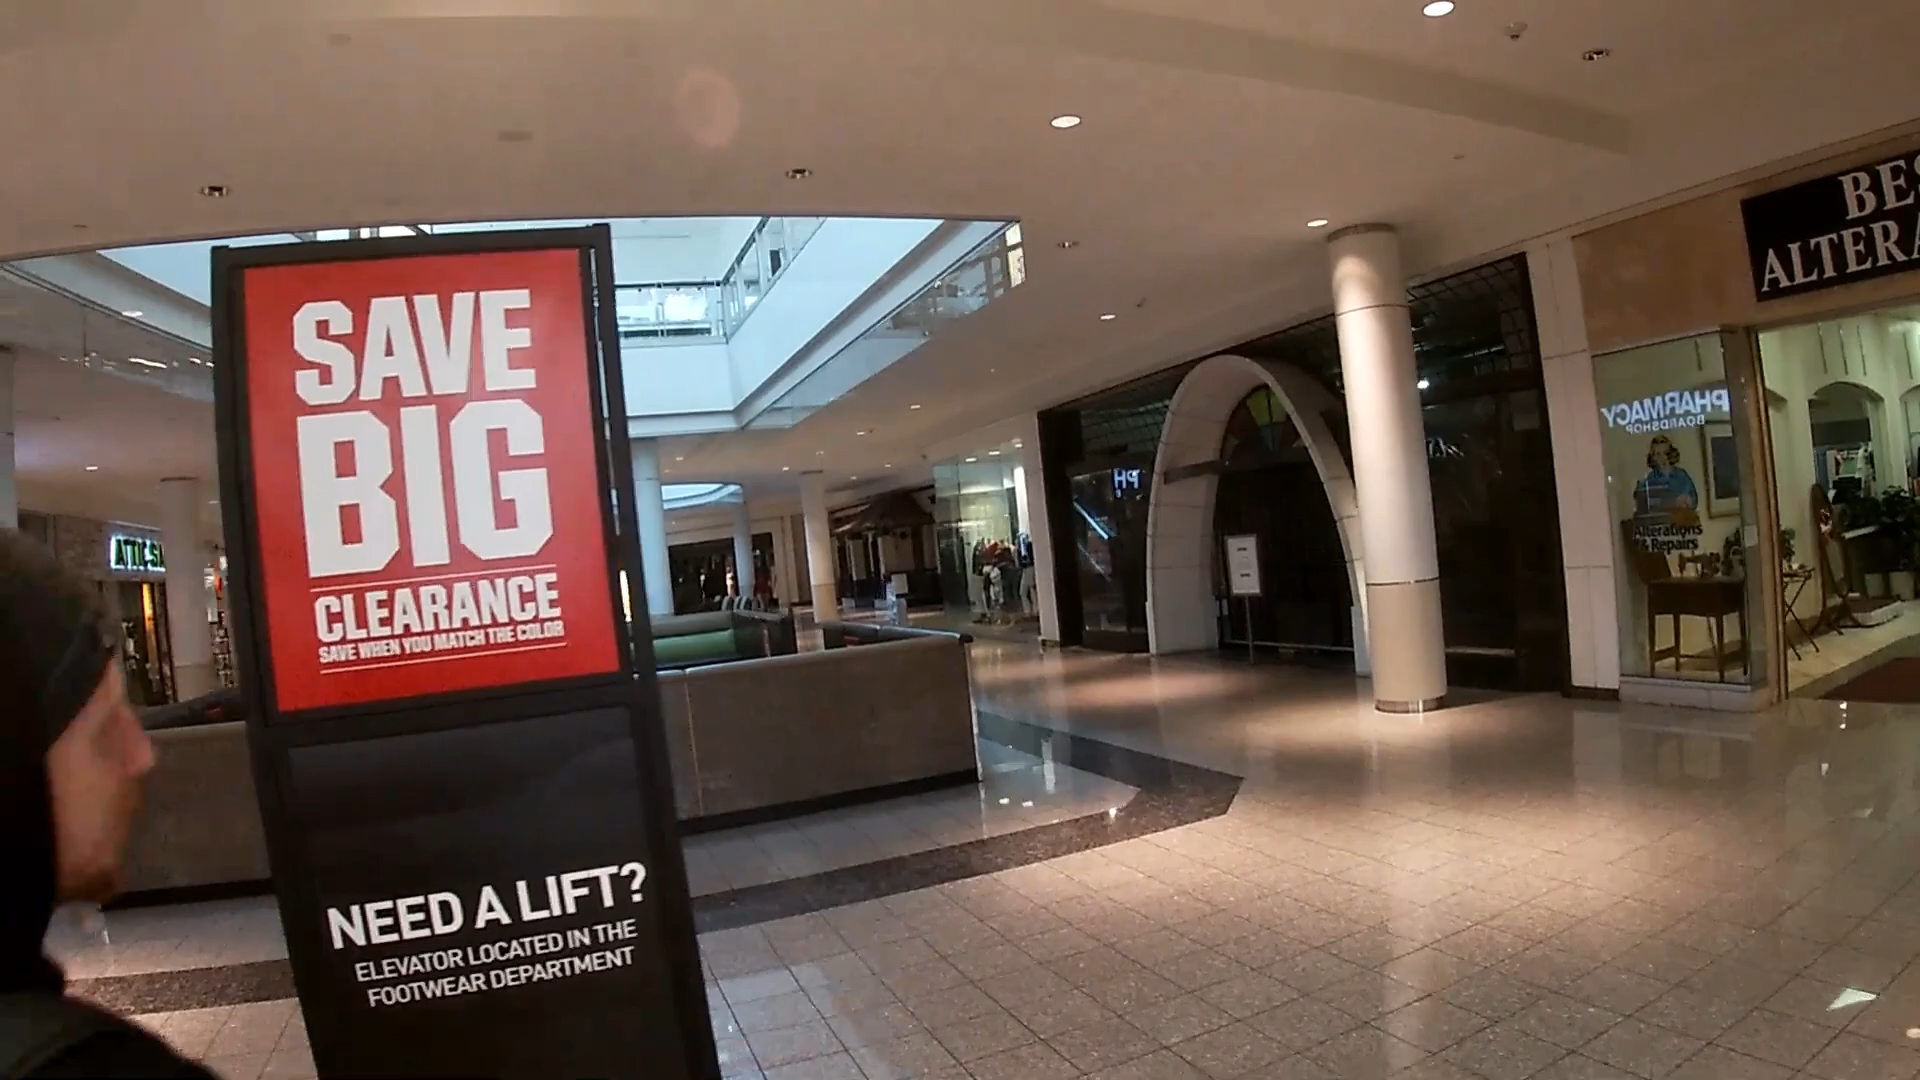 SAVE
BIG
CLEARANCE
SAVE WHEN YOU MATCH THE COLOR
NEED A LIFT?
ELEVATOR LOCATED IN THE
FOOTWEAR DEPARTMENT
PH
PHARMACY
BOARDSHOP
Alterations
& Repairs